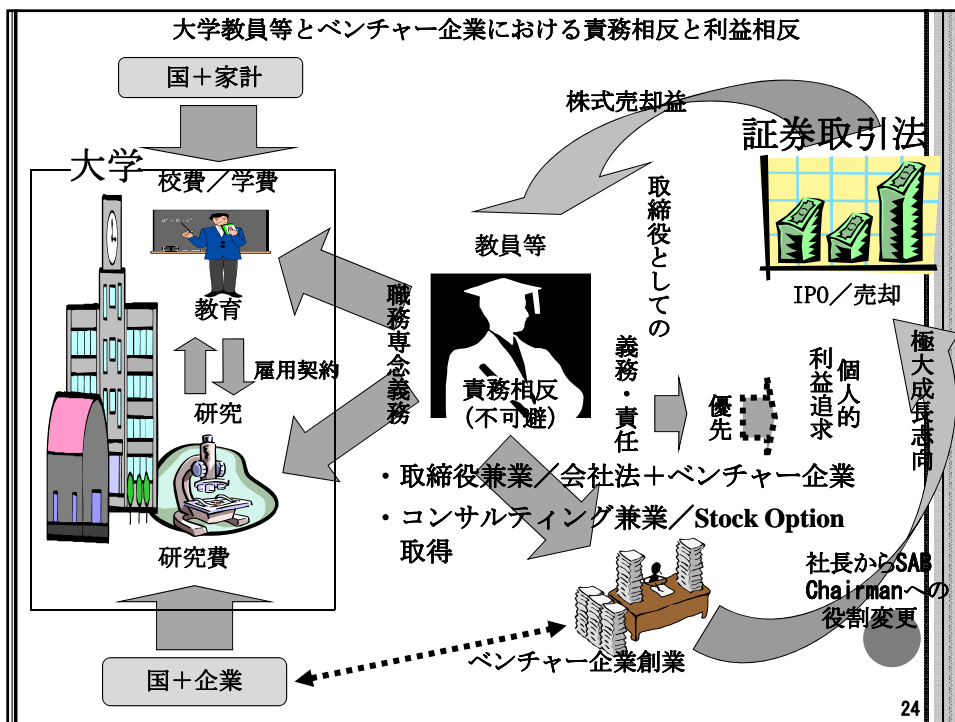 大学教員等とベンチャー企業における責務相反と利益相反
国＋家計
株式売却益
証券取引法
大学
校費／学費
教員等
取締役としての
義務・責任
IPO／売却
教育
職務専念義務
雇用契約
研究
責務相反
(不可避)
優先
個人的
利益追求
極大成長志向
・取締役兼業／会社法＋ベンチャー企業
・コンサルティング兼業／Stock Option
取得
研究費
社長からSAB
Chairmanへの
役割変更
ベンチャー企業創業
国＋企業
24